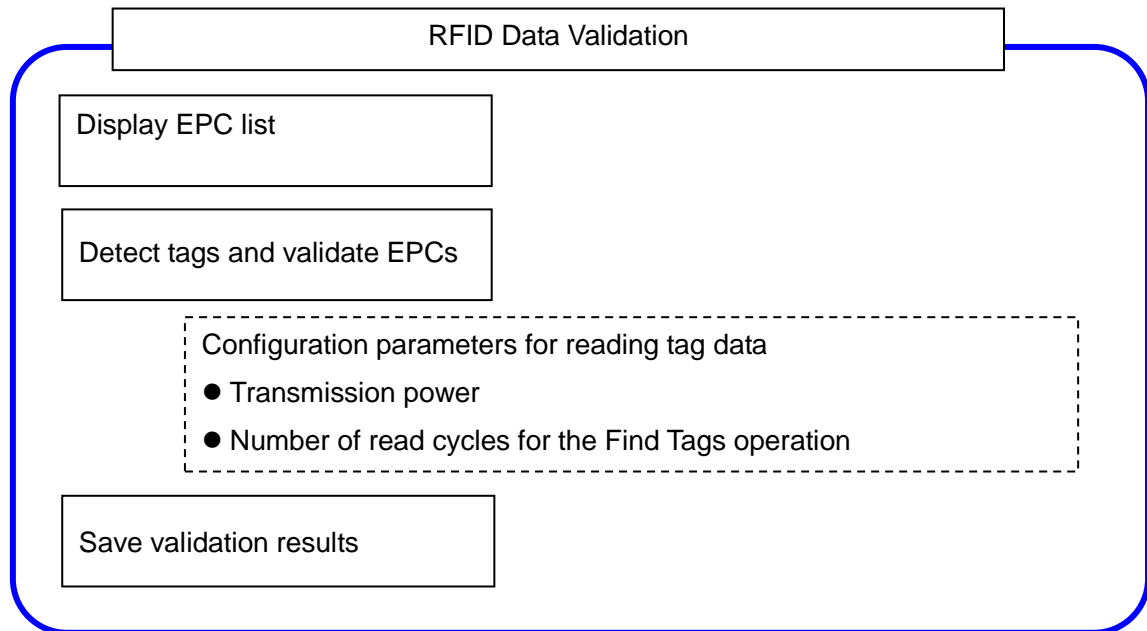 RFID Data Validation
Display EPC list
Detect tags and validate EPCs
Configuration parameters for reading tag data
● Transmission power
● Number of read cycles for the Find Tags operation
Save validation results